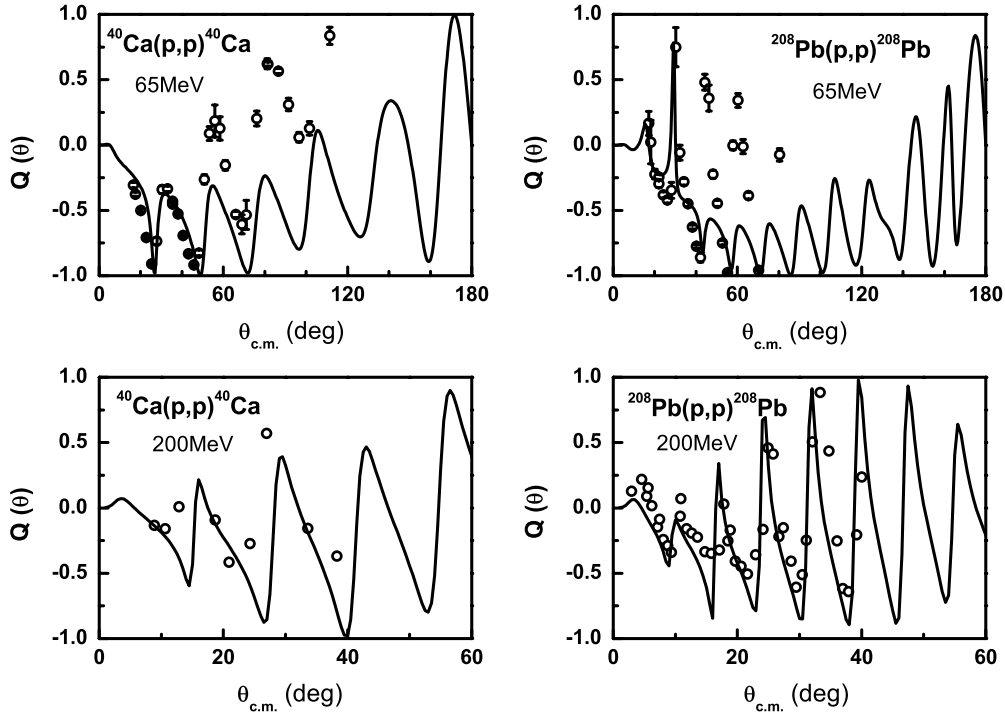 1.0
0.5
0.0
-0.5
-1.0
Q (θ)
⁴⁰Ca(p,p)⁴⁰Ca
65MeV
0 60 120 180
θc.m. (deg)
1.0
0.5
0.0
-0.5
-1.0
Q (θ)
²⁰⁸Pb(p,p)²⁰⁸Pb
65MeV
0 60 120 180
θc.m. (deg)
1.0
0.5
0.0
-0.5
-1.0
Q (θ)
⁴⁰Ca(p,p)⁴⁰Ca
200MeV
0 20 40 60
θc.m. (deg)
1.0
0.5
0.0
-0.5
-1.0
Q (θ)
²⁰⁸Pb(p,p)²⁰⁸Pb
200MeV
0 20 40 60
θc.m. (deg)